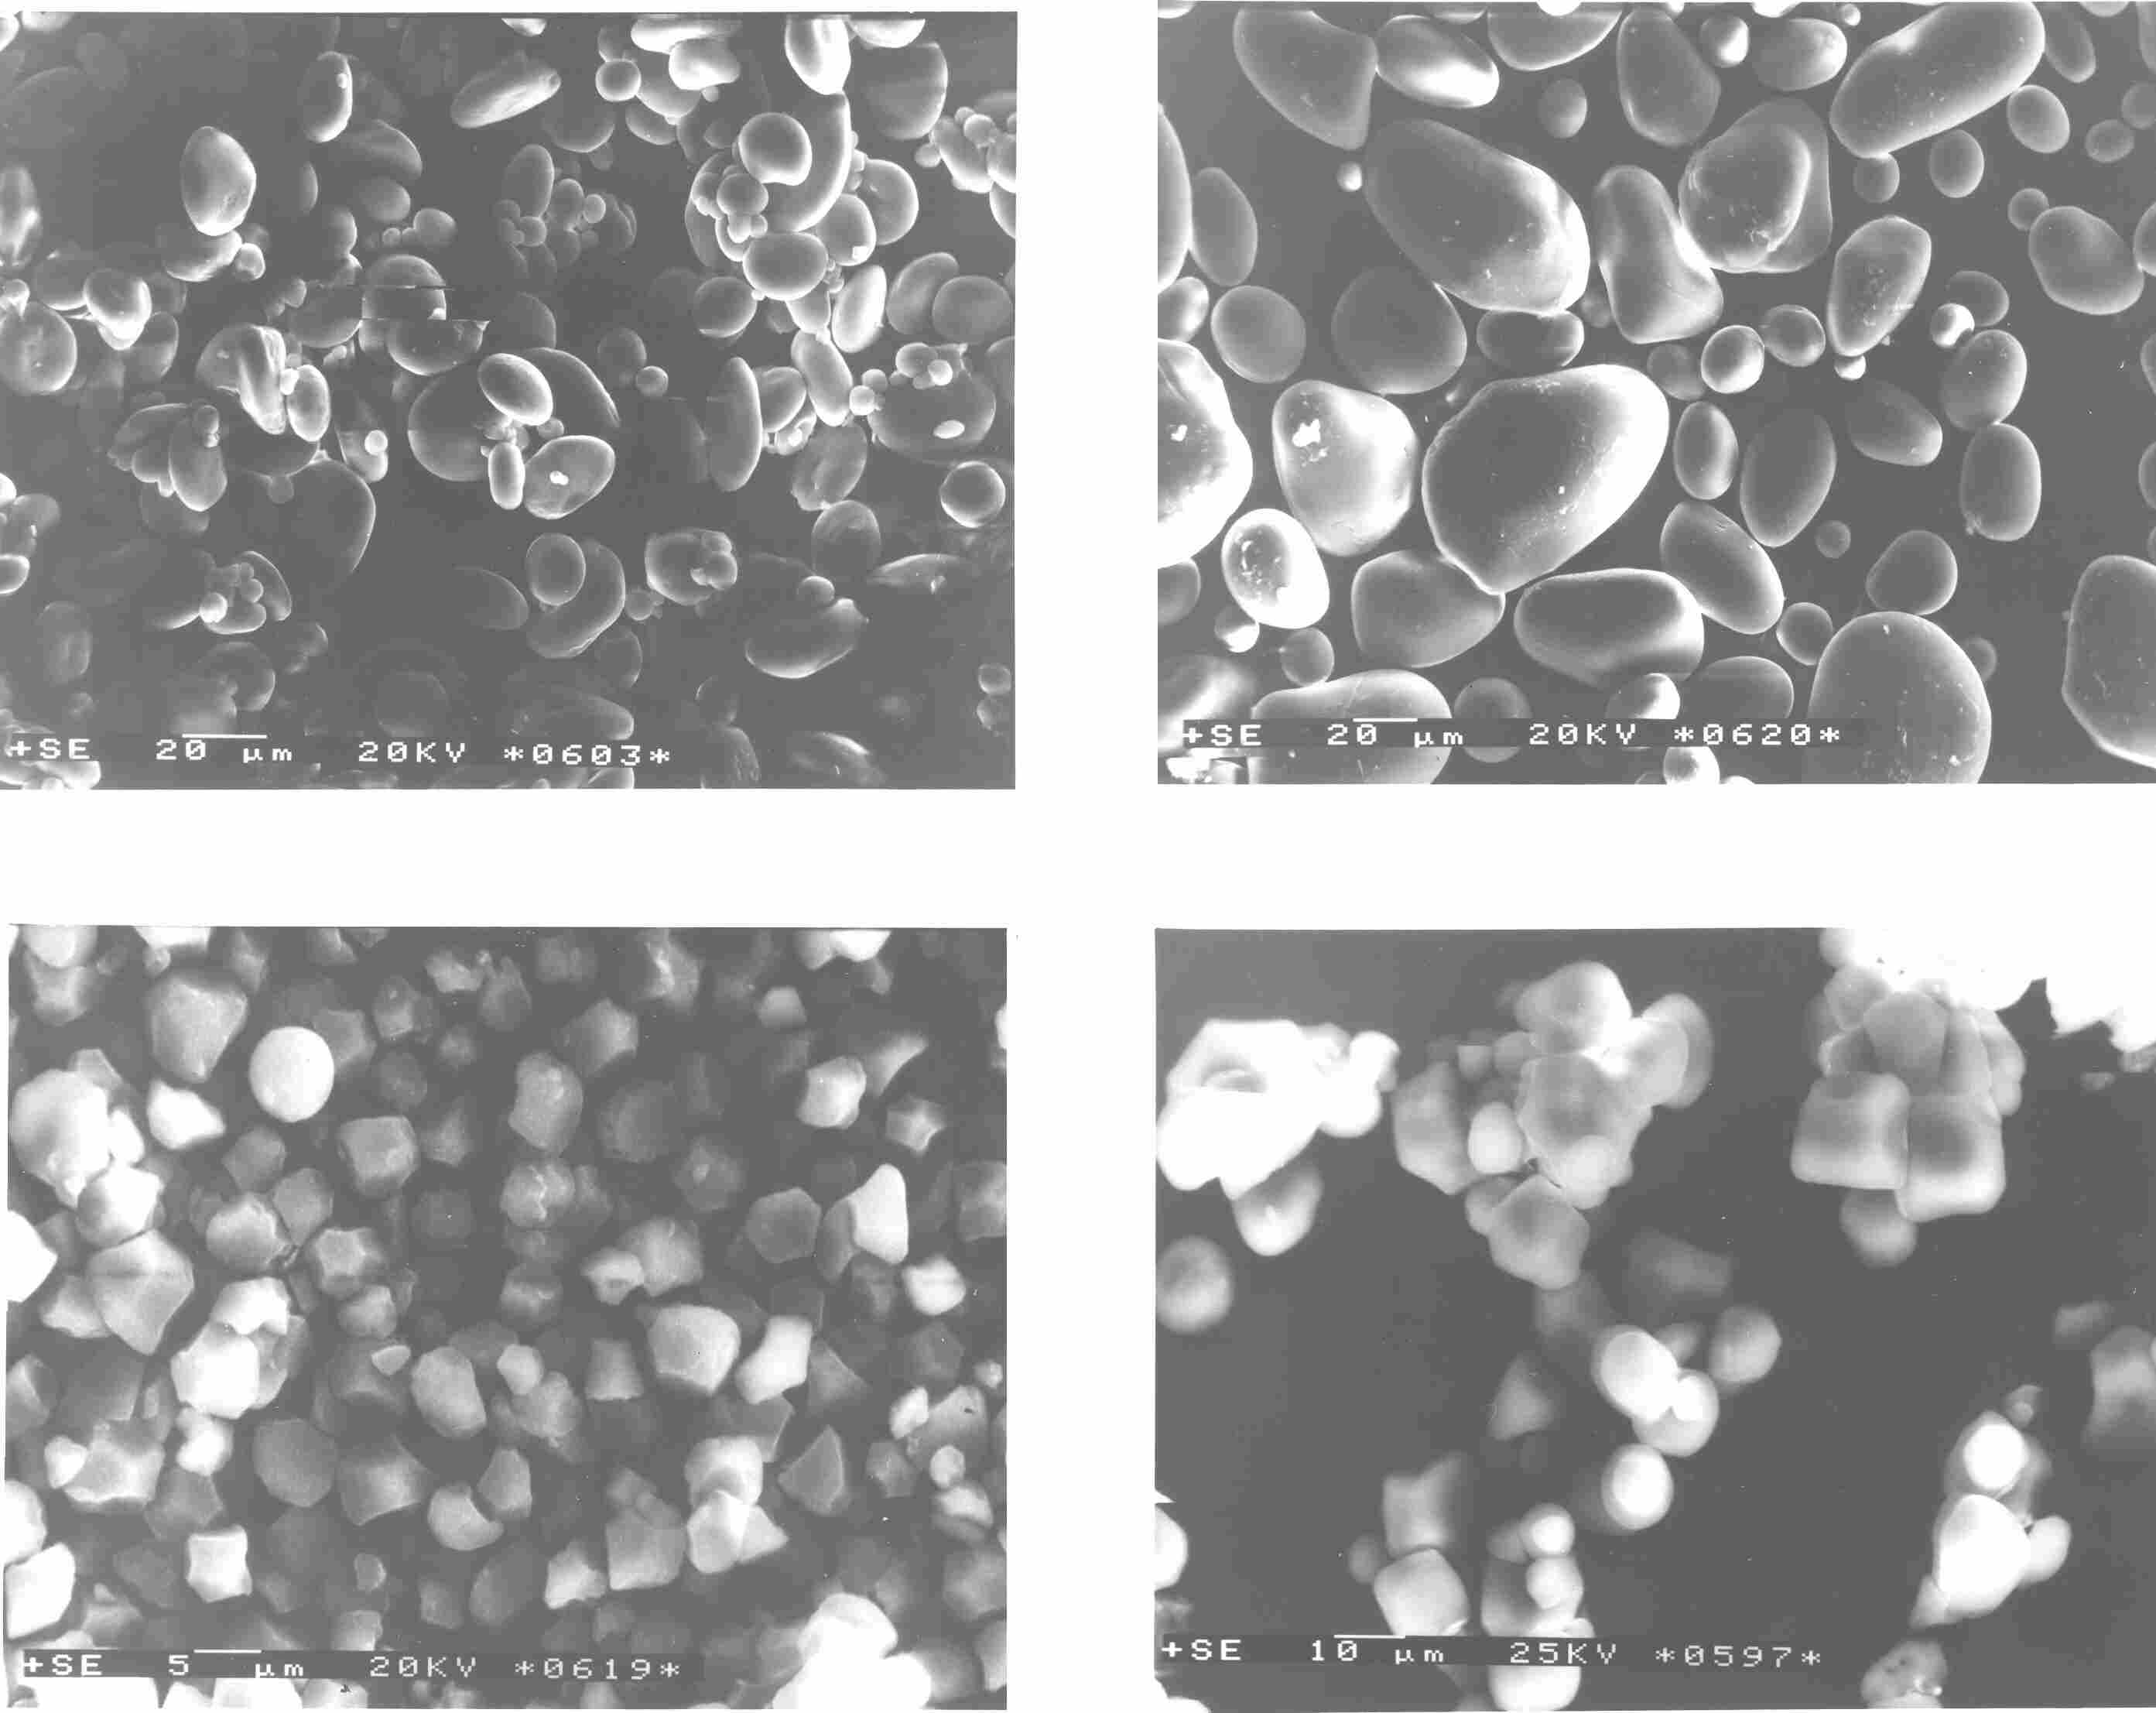 +SE 20 µm 20KV *0603*
+SE 20 µm 20KV *0620*
+SE 5 µm 20KV *0619*
+SE 10 µm 25KV *0597*